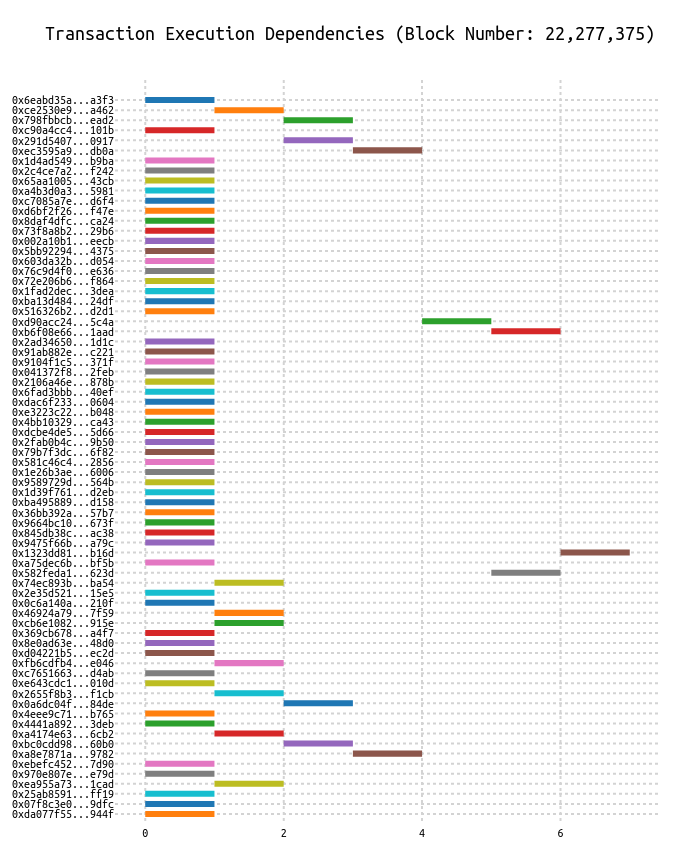 Transaction Execution Dependencies (Block Number: 22,277,375)
0x6eabd35a...a3f3
0xce2530e9...a462
0x798fbbcb...ead2
0xc90a4cc4...101b
0x291d5407...0917
0xec3595a9...db0a
0x1d4ad549...b9ba
0x2c4ce7a2...f242
0x65aa1005...43cb
0xa4b3d0a3...5981
0xc7085a7e...d6f4
0xd6bf2f26...f47e
0x8daf4dfc...ca24
0x73f8a8b2...29b6
0x002a10b1...eecb
0x5bb92294...4375
0x603da32b...d054
0x76c9d4f0...e636
0x72e206b6...f864
0x1fad2dec...3dea
0xba13d484...24df
0x516326b2...d2d1
0xd90acc24...5c4a
0xb6f08e66...1aad
0x2ad34650...1d1c
0x91ab882e...c221
0x9104f1c5...371f
0x041372f8...2feb
0x2106a46e...878b
0x6fad3bbb...40ef
0xdac6f233...0604
0xe3223c22...b048
0x4bb10329...ca43
0xdcbe4de5...5d66
0x2fab0b4c...9b50
0x79b7f3dc...6f82
0x581c46c4...2856
0x1e26b3ae...6006
0x9589729d...564b
0x1d39f761...d2eb
0xba495889...d158
0x36bb392a...57b7
0x9664bc10...673f
0x845db38c...ac38
0x9475f66b...a79c
0x1323dd81...b16d
0xa75dec6b...bf5b
0x582feda1...623d
0x74ec893b...ba54
0x2e35d521...15e5
0x0c6a140a...210f
0x46924a79...7f59
0xcb6e1082...915e
0x369cb678...a4f7
0x8e0ad63e...48d0
0xd04221b5...ec2d
0xfb6cdfb4...e046
0xc7651663...d4ab
0xe643cdc1...010d
0x2655f8b3...f1cb
0x0a6dc04f...84de
0x4eee9c71...b765
0x4441a892...3deb
0xa4174e63...6cb2
0xbc0cdd98...60b0
0xa8e7871a...9782
0xebefc452...7d90
0x970e807e...e79d
0xea955a73...1cad
0x25ab8591...ff19
0x07f8c3e0...9dfc
0xda077f55...944f
0 2 4 6